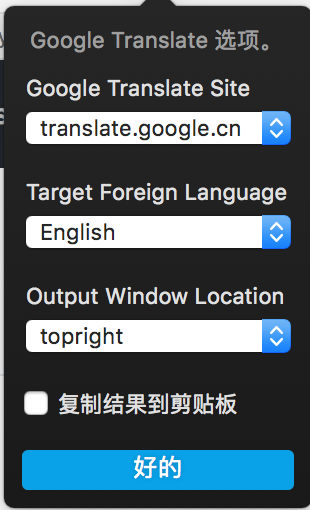 Google Translate 选项。
Google Translate Site
translate.google.cn
Target Foreign Language
English
Output Window Location
topright
复制结果到剪贴板
好的